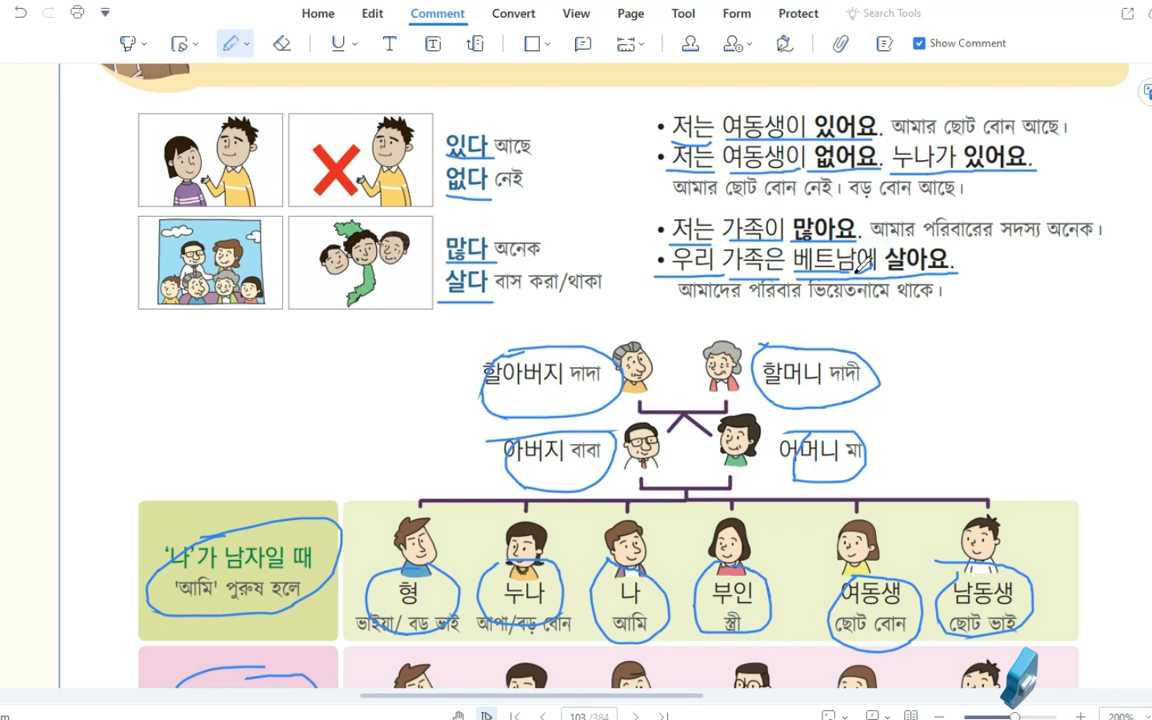 Home Edit Comment Convert View Page Tool Form Protect Search Tools
Show Comment
있다 আছে
없다 নেই
• 저는 여동생이 있어요. আমার ছোট বোন আছে।
• 저는 여동생이 없어요. 누나가 있어요.
আমার ছোট বোন নেই। বড় বোন আছে।
많다 অনেক
살다 বাস করা/থাকা
• 저는 가족이 많아요. আমার পরিবারের সদস্য অনেক।
• 우리 가족은 베트남에 살아요.
আমাদের পরিবার ভিয়েতনামে থাকে।
할아버지 দাদা
할머니 দাদী
아버지 বাবা
어머니 মা
'나'가 남자일 때
'আমি' পুরুষ হলে
형 누나 나 부인 여동생 남동생
ভাইয়া/ বড় ভাই আপা/বড় বোন আমি স্ত্রী ছোট বোন ছোট ভাই
103 /384
200%